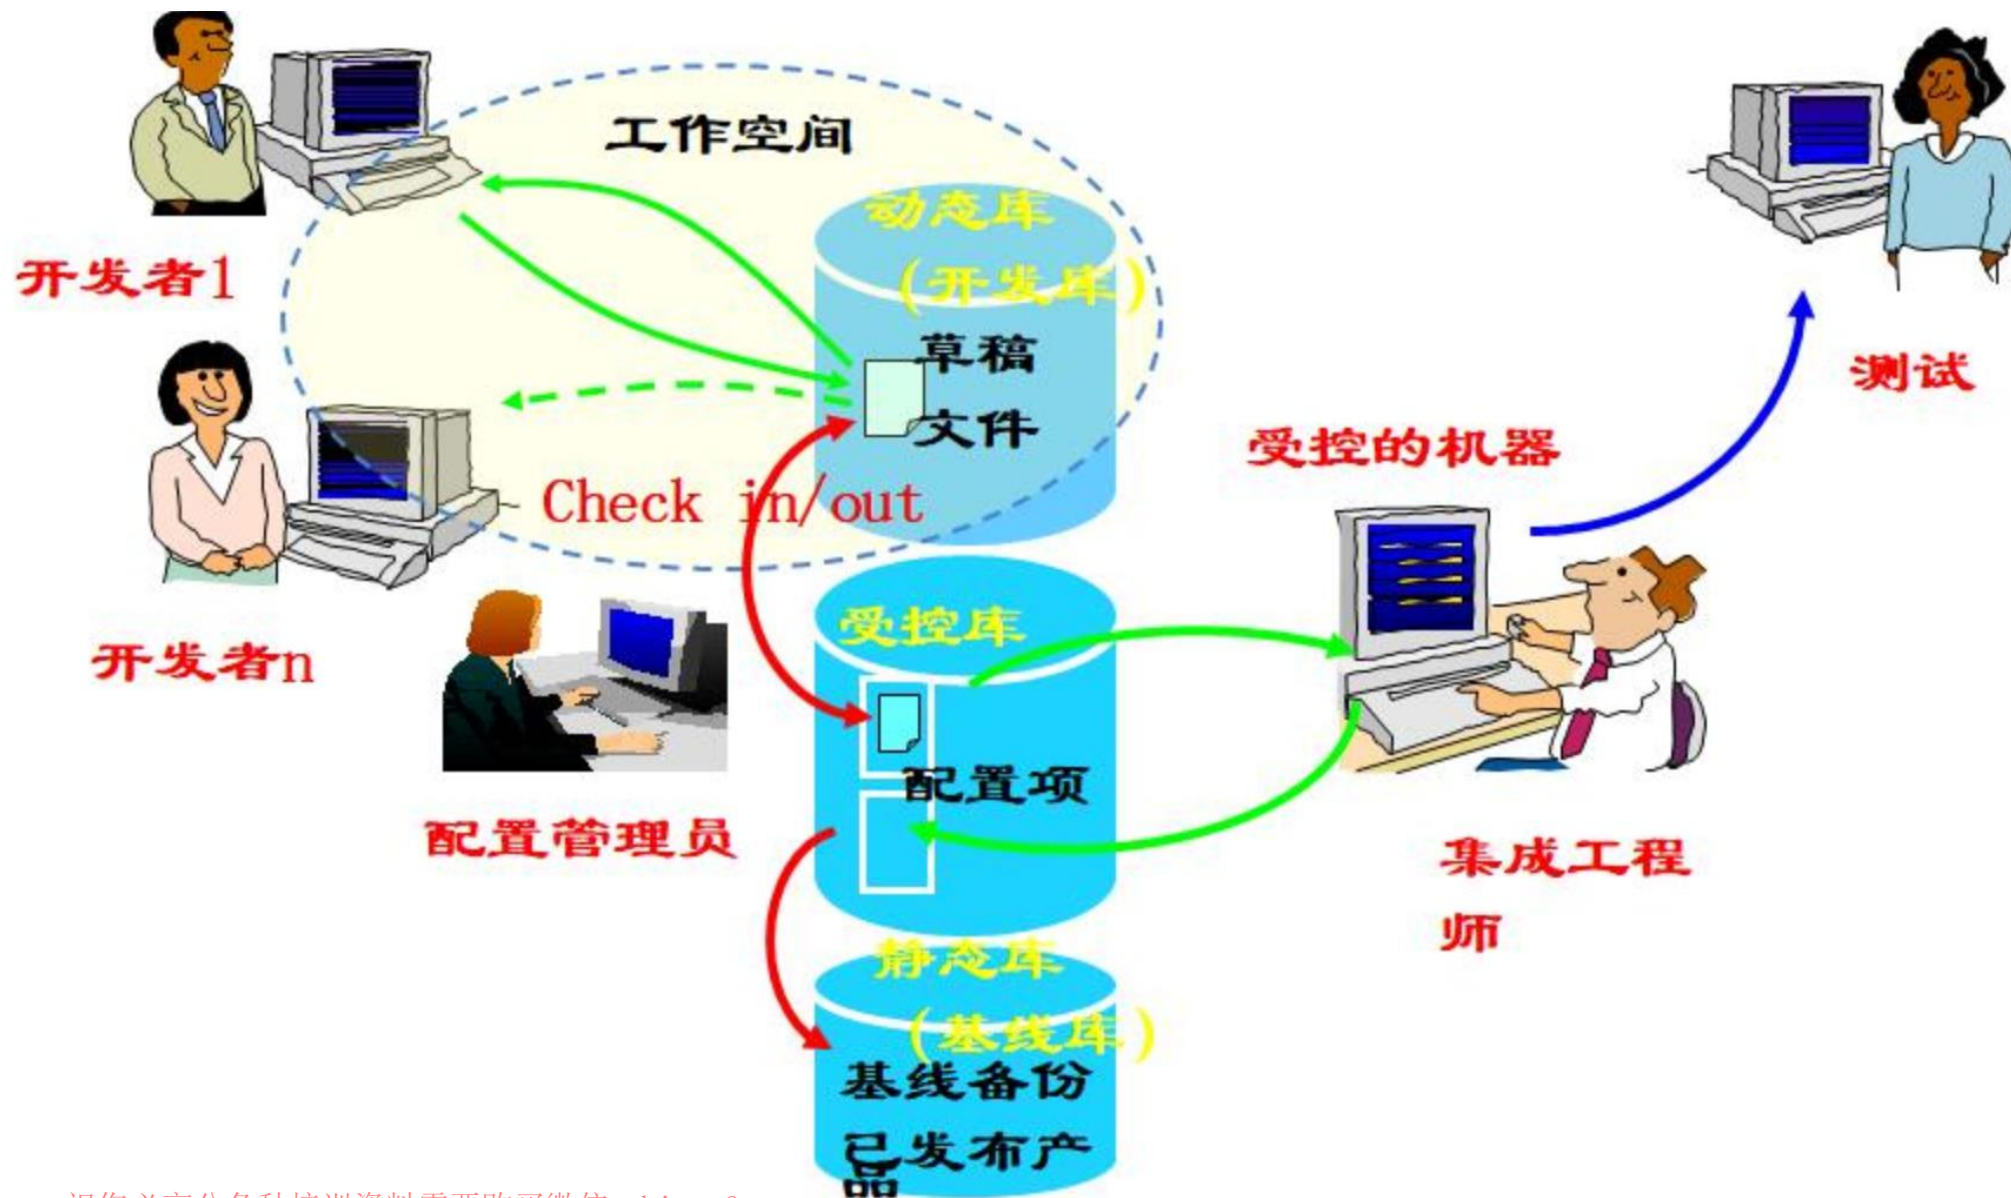 工作空间
动态库
（开发库）
开发者1
草稿
文件
测试
受控的机器
Check in/out
受控库
开发者n
配置项
配置管理员
集成工程
师
静态库
（基线库）
基线备份
已发布产
品